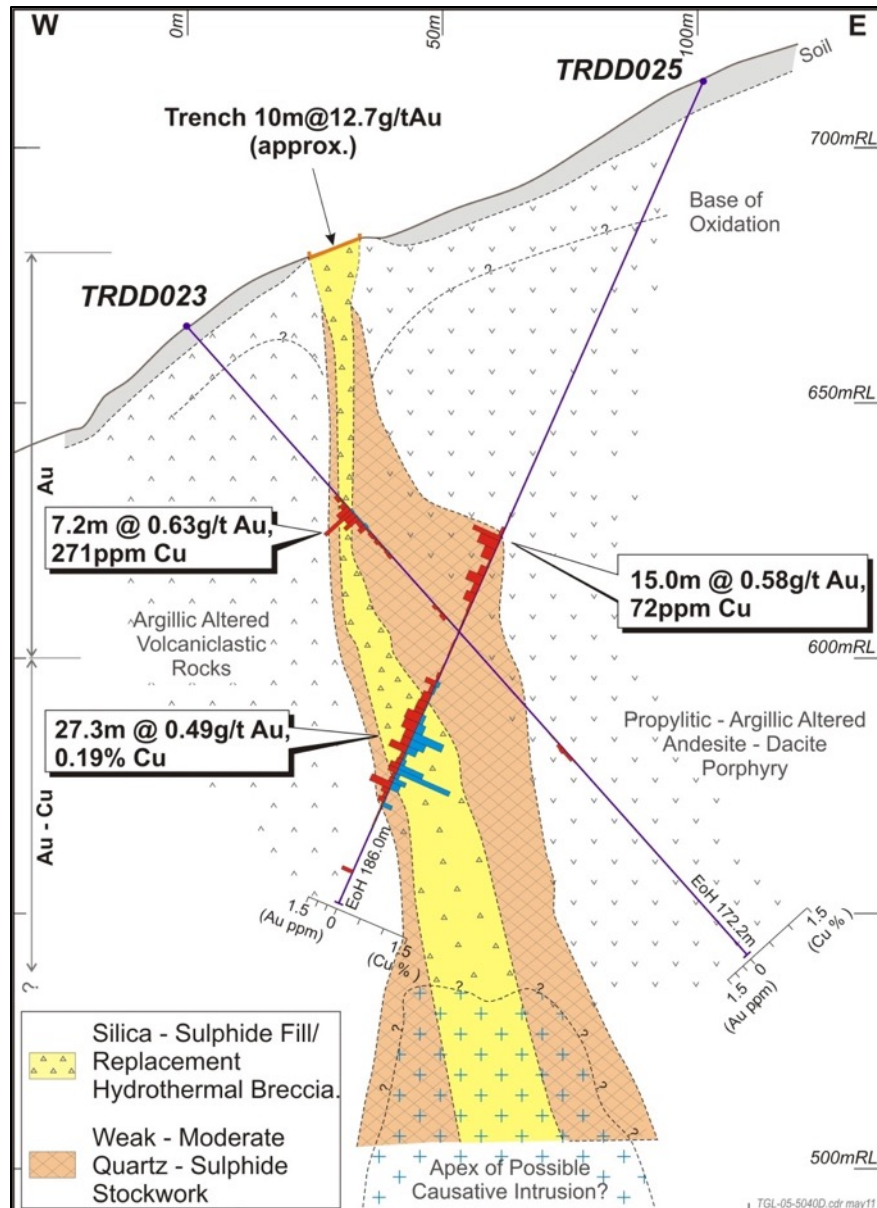 W
0m
50m
100m
E
TRDD025
Soil
Trench 10m@12.7g/tAu
(approx.)
700mRL
Base of
Oxidation
?
?
TRDD023
?
650mRL
Au
7.2m @ 0.63g/t Au,
271ppm Cu
15.0m @ 0.58g/t Au,
72ppm Cu
Argillic Altered
Volcaniclastic
Rocks
600mRL
27.3m @ 0.49g/t Au,
0.19% Cu
Propylitic - Argillic Altered
Andesite - Dacite
Porphyry
Au - Cu
EoH 186.0m
1.5
0
(Au ppm)
1.5
(Cu % )
EoH 172.2m
1.5
(Cu %)
0
1.5
(Au ppm)
?
?
?
?
?
?
?
Silica - Sulphide Fill/
Replacement
Hydrothermal Breccia.
Weak - Moderate
Quartz - Sulphide
Stockwork
Apex of Possible
Causative Intrusion?
500mRL
TGL-05-5040D.cdr may11